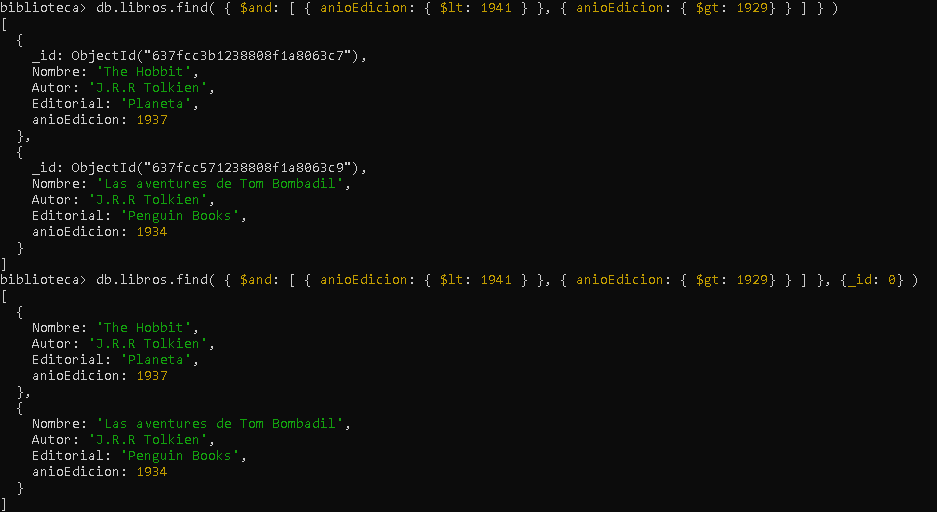 biblioteca> db.libros.find( { $and: [ { anioEdicion: { $lt: 1941 } }, { anioEdicion: { $gt: 1929} } ] } )
[
  {
    _id: ObjectId("637fcc3b1238808f1a8063c7"),
    Nombre: 'The Hobbit',
    Autor: 'J.R.R Tolkien',
    Editorial: 'Planeta',
    anioEdicion: 1937
  },
  {
    _id: ObjectId("637fcc571238808f1a8063c9"),
    Nombre: 'Las aventures de Tom Bombadil',
    Autor: 'J.R.R Tolkien',
    Editorial: 'Penguin Books',
    anioEdicion: 1934
  }
]
biblioteca> db.libros.find( { $and: [ { anioEdicion: { $lt: 1941 } }, { anioEdicion: { $gt: 1929} } ] }, {_id: 0} )
[
  {
    Nombre: 'The Hobbit',
    Autor: 'J.R.R Tolkien',
    Editorial: 'Planeta',
    anioEdicion: 1937
  },
  {
    Nombre: 'Las aventures de Tom Bombadil',
    Autor: 'J.R.R Tolkien',
    Editorial: 'Penguin Books',
    anioEdicion: 1934
  }
]